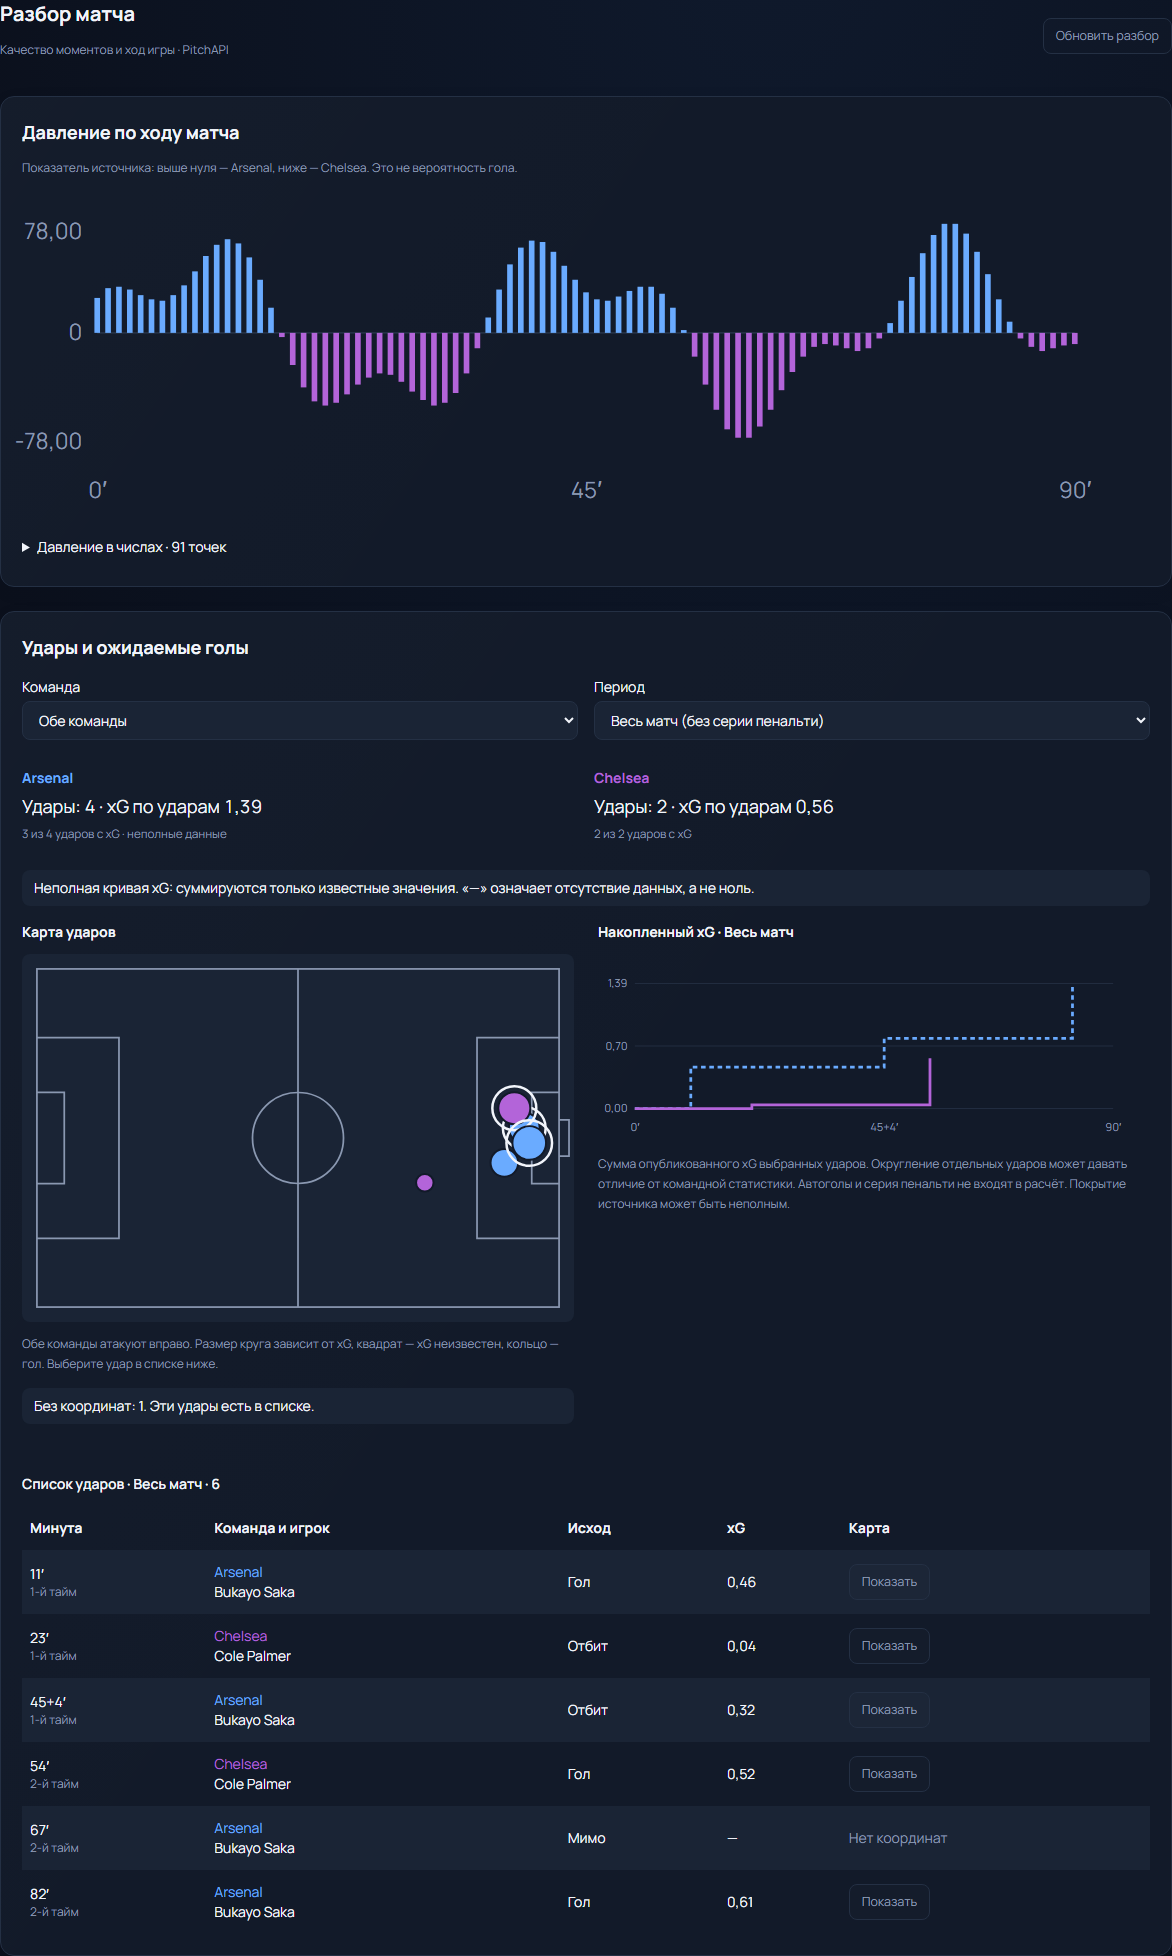 Разбор матча
Качество моментов и ход игры · PitchAPI
Обновить разбор
Давление по ходу матча
Показатель источника: выше нуля — Arsenal, ниже — Chelsea. Это не вероятность гола.
78,00
0
-78,00
0′
45′
90′
Давление в числах · 91 точек
Удары и ожидаемые голы
Команда
Период
Обе команды
Весь матч (без серии пенальти)
Arsenal
Удары: 4 · xG по ударам 1,39
3 из 4 ударов с xG · неполные данные
Chelsea
Удары: 2 · xG по ударам 0,56
2 из 2 ударов с xG
Неполная кривая xG: суммируются только известные значения. «—» означает отсутствие данных, а не ноль.
Карта ударов
Обе команды атакуют вправо. Размер круга зависит от xG, квадрат — xG неизвестен, кольцо —
гол. Выберите удар в списке ниже.
Без координат: 1. Эти удары есть в списке.
Накопленный xG · Весь матч
1,39
0,70
0,00
0′
45+4′
90′
Сумма опубликованного xG выбранных ударов. Округление отдельных ударов может давать
отличие от командной статистики. Автоголы и серия пенальти не входят в расчёт. Покрытие
источника может быть неполным.
Список ударов · Весь матч · 6
Минута Команда и игрок Исход xG Карта
11′
1-й тайм
Arsenal
Bukayo Saka
Гол
0,46
Показать
23′
1-й тайм
Chelsea
Cole Palmer
Отбит
0,04
Показать
45+4′
1-й тайм
Arsenal
Bukayo Saka
Отбит
0,32
Показать
54′
2-й тайм
Chelsea
Cole Palmer
Гол
0,52
Показать
67′
2-й тайм
Arsenal
Bukayo Saka
Мимо
—
Нет координат
82′
2-й тайм
Arsenal
Bukayo Saka
Гол
0,61
Показать